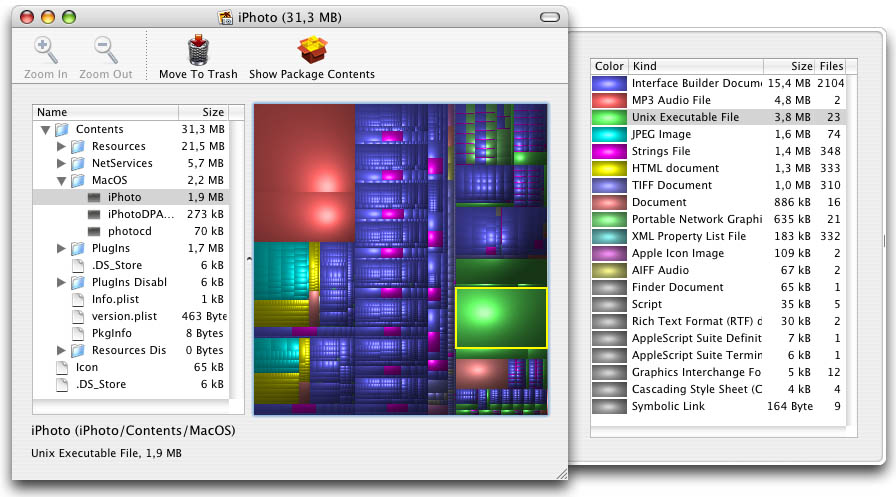 iPhoto (31,3 MB)
Zoom In Zoom Out Move To Trash Show Package Contents
Name Size
Contents 31,3 MB
Resources 21,5 MB
NetServices 5,7 MB
MacOS 2,2 MB
iPhoto 1,9 MB
iPhotoDPA... 273 kB
photocd 70 kB
PlugIns 1,7 MB
.DS_Store 6 kB
PlugIns Disabl 6 kB
Info.plist 1 kB
version.plist 463 Byte
PkgInfo 8 Bytes
Resources Dis 0 Bytes
Icon 65 kB
.DS_Store 6 kB
iPhoto (iPhoto/Contents/MacOS)
Unix Executable File, 1,9 MB
Color Kind Size Files
Interface Builder Docum 15,4 MB 2104
MP3 Audio File 4,8 MB 2
Unix Executable File 3,8 MB 23
JPEG Image 1,6 MB 74
Strings File 1,4 MB 348
HTML document 1,3 MB 333
TIFF Document 1,0 MB 310
Document 886 kB 16
Portable Network Graphi 635 kB 21
XML Property List File 183 kB 332
Apple Icon Image 109 kB 2
AIFF Audio 67 kB 2
Finder Document 65 kB 1
Script 35 kB 5
Rich Text Format (RTF) d 30 kB 2
AppleScript Suite Definit 7 kB 1
AppleScript Suite Termin 6 kB 1
Graphics Interchange Fo 5 kB 12
Cascading Style Sheet (C 4 kB 4
Symbolic Link 164 Byte 9